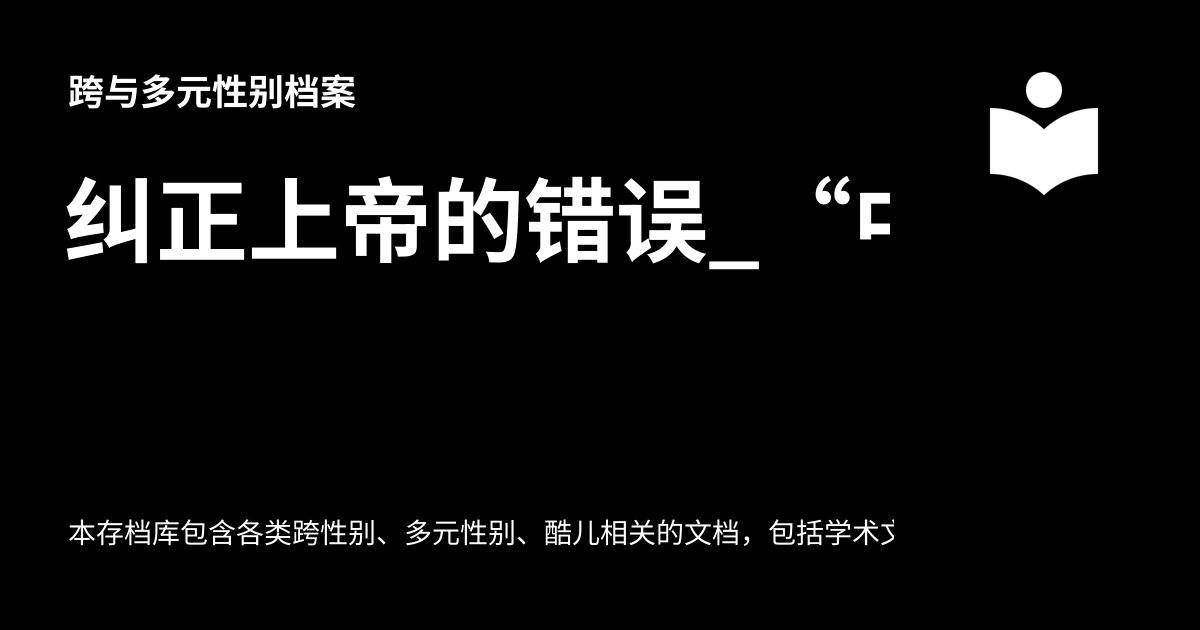 跨与多元性别档案
纠正上帝的错误_ “
本存档库包含各类跨性别、多元性别、酷儿相关的文档，包括学术